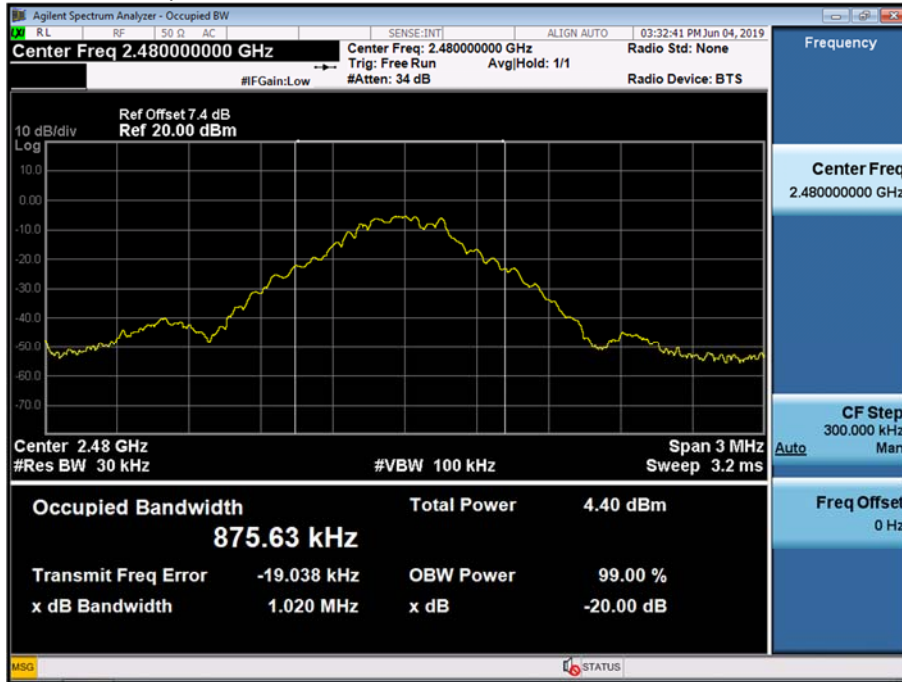 Agilent Spectrum Analyzer - Occupied BW
LXI RL RF 50 Ω AC SENSE:INT ALIGN AUTO 03:32:41 PM Jun 04, 2019
Center Freq 2.480000000 GHz
Center Freq: 2.480000000 GHz Radio Std: None
Trig: Free Run Avg|Hold: 1/1
#IFGain:Low #Atten: 34 dB Radio Device: BTS
Ref Offset 7.4 dB
10 dB/div Ref 20.00 dBm
Log
10.0
0.00
-10.0
-20.0
-30.0
-40.0
-50.0
-60.0
-70.0
Center 2.48 GHz Span 3 MHz
#Res BW 30 kHz #VBW 100 kHz Sweep 3.2 ms
Occupied Bandwidth Total Power 4.40 dBm
875.63 kHz
Transmit Freq Error -19.038 kHz OBW Power 99.00 %
x dB Bandwidth 1.020 MHz x dB -20.00 dB
MSG STATUS
Frequency
Center Freq
2.480000000 GHz
CF Step
300.000 kHz
Auto Man
Freq Offset
0 Hz